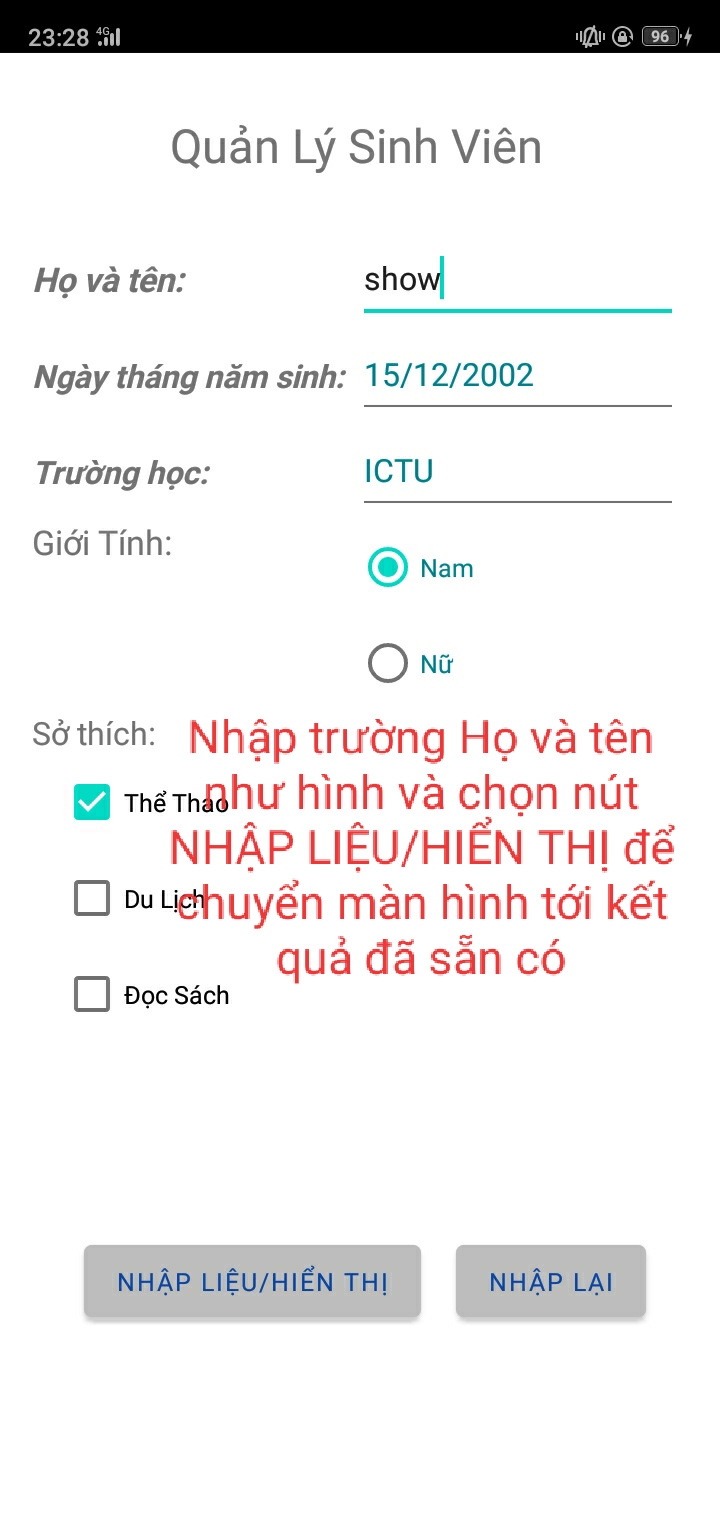 23:28 4G 96
Quản Lý Sinh Viên
Họ và tên: show
Ngày tháng năm sinh: 15/12/2002
Trường học: ICTU
Giới Tính:
Nam
Nữ
Sở thích:
Thể Thao
Du Lịch
Đọc Sách
Nhập trường Họ và tên
như hình và chọn nút
NHẬP LIỆU/HIỂN THỊ để
chuyển màn hình tới kết
quả đã sẵn có
NHẬP LIỆU/HIỂN THỊ NHẬP LẠI